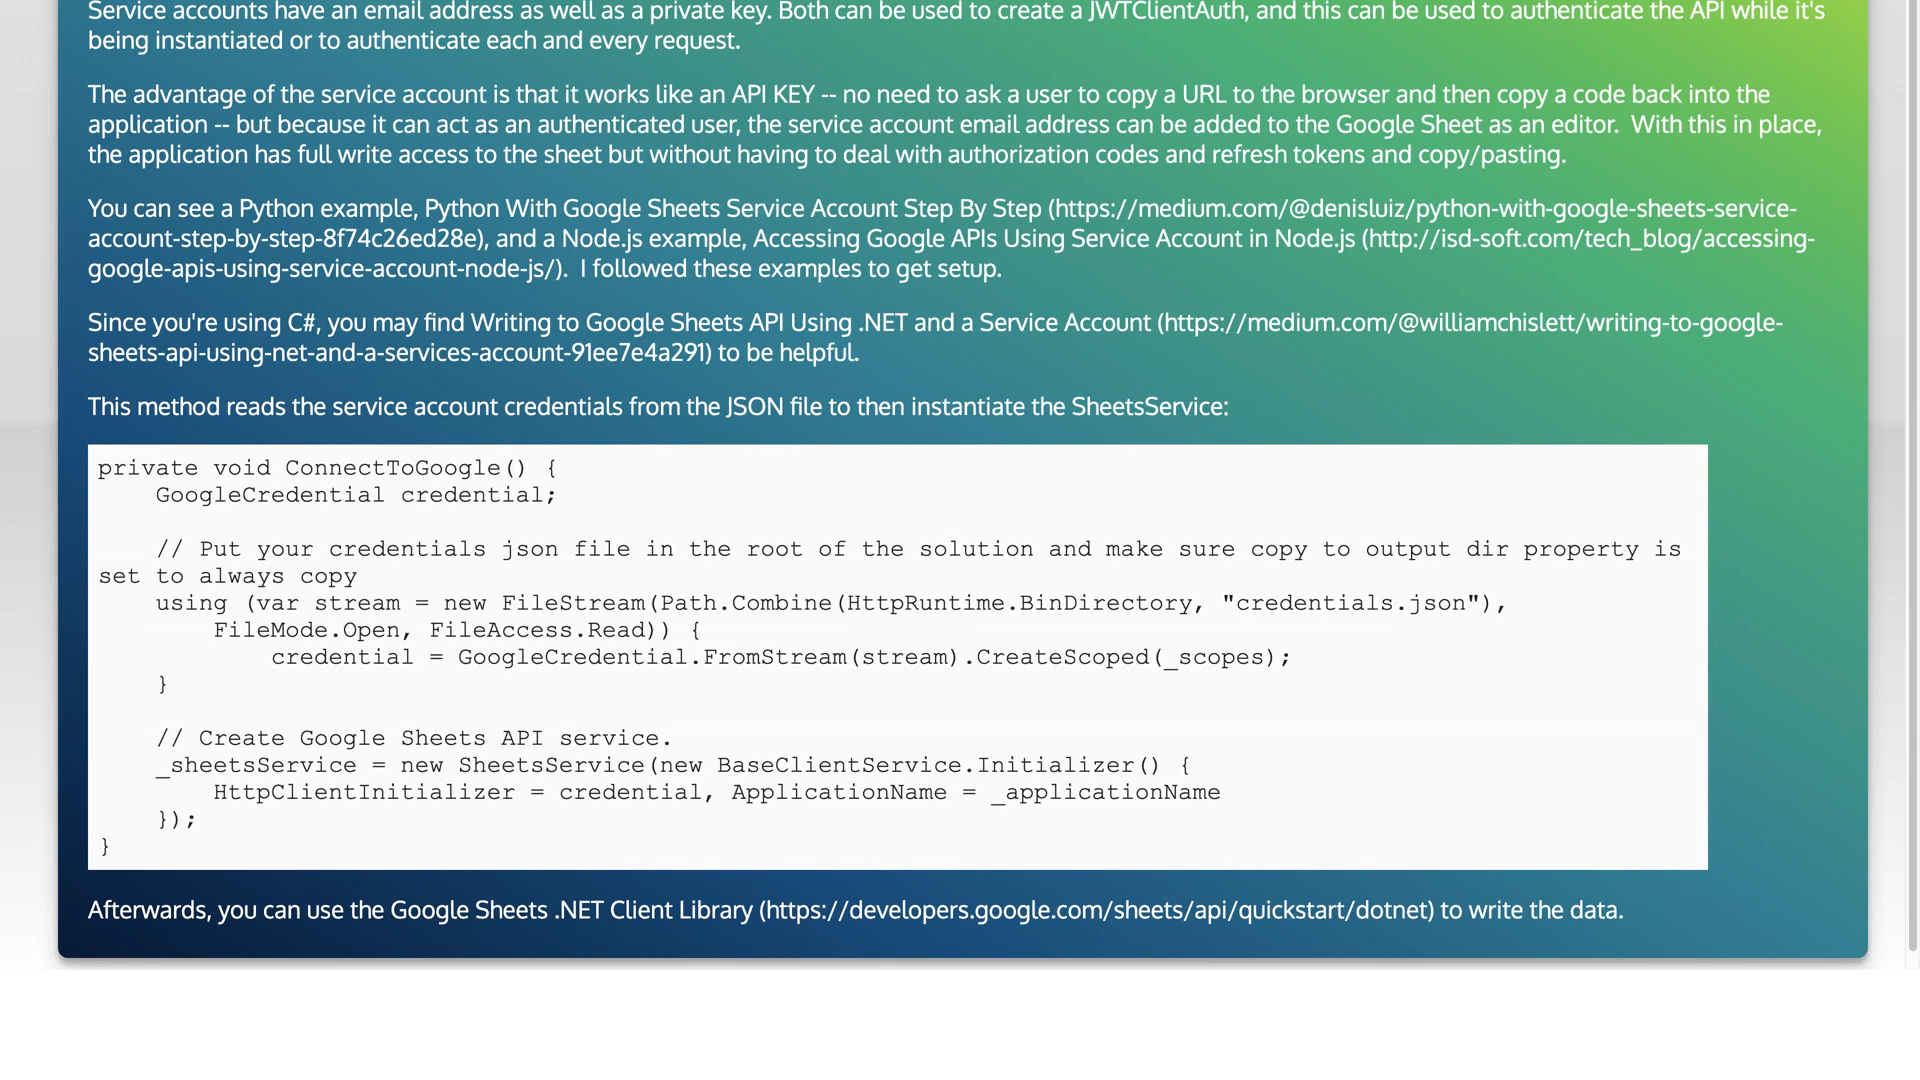 Service accounts have an email address as well as a private key. Both can be used to create a JWTClientAuth, and this can be used to authenticate the API while it's
being instantiated or to authenticate each and every request.
The advantage of the service account is that it works like an API KEY -- no need to ask a user to copy a URL to the browser and then copy a code back into the
application -- but because it can act as an authenticated user, the service account email address can be added to the Google Sheet as an editor.  With this in place,
the application has full write access to the sheet but without having to deal with authorization codes and refresh tokens and copy/pasting.
You can see a Python example, Python With Google Sheets Service Account Step By Step (https://medium.com/@denisluiz/python-with-google-sheets-service-
account-step-by-step-8f74c26ed28e), and a Node.js example, Accessing Google APIs Using Service Account in Node.js (http://isd-soft.com/tech_blog/accessing-
google-apis-using-service-account-node-js/).  I followed these examples to get setup.
Since you're using C#, you may find Writing to Google Sheets API Using .NET and a Service Account (https://medium.com/@williamchislett/writing-to-google-
sheets-api-using-net-and-a-services-account-91ee7e4a291) to be helpful.
This method reads the service account credentials from the JSON file to then instantiate the SheetsService:
private void ConnectToGoogle() {
    GoogleCredential credential;
    // Put your credentials json file in the root of the solution and make sure copy to output dir property is
set to always copy
    using (var stream = new FileStream(Path.Combine(HttpRuntime.BinDirectory, "credentials.json"),
        FileMode.Open, FileAccess.Read)) {
            credential = GoogleCredential.FromStream(stream).CreateScoped(_scopes);
    }
    // Create Google Sheets API service.
    _sheetsService = new SheetsService(new BaseClientService.Initializer() {
        HttpClientInitializer = credential, ApplicationName = _applicationName
    });
}
Afterwards, you can use the Google Sheets .NET Client Library (https://developers.google.com/sheets/api/quickstart/dotnet) to write the data.